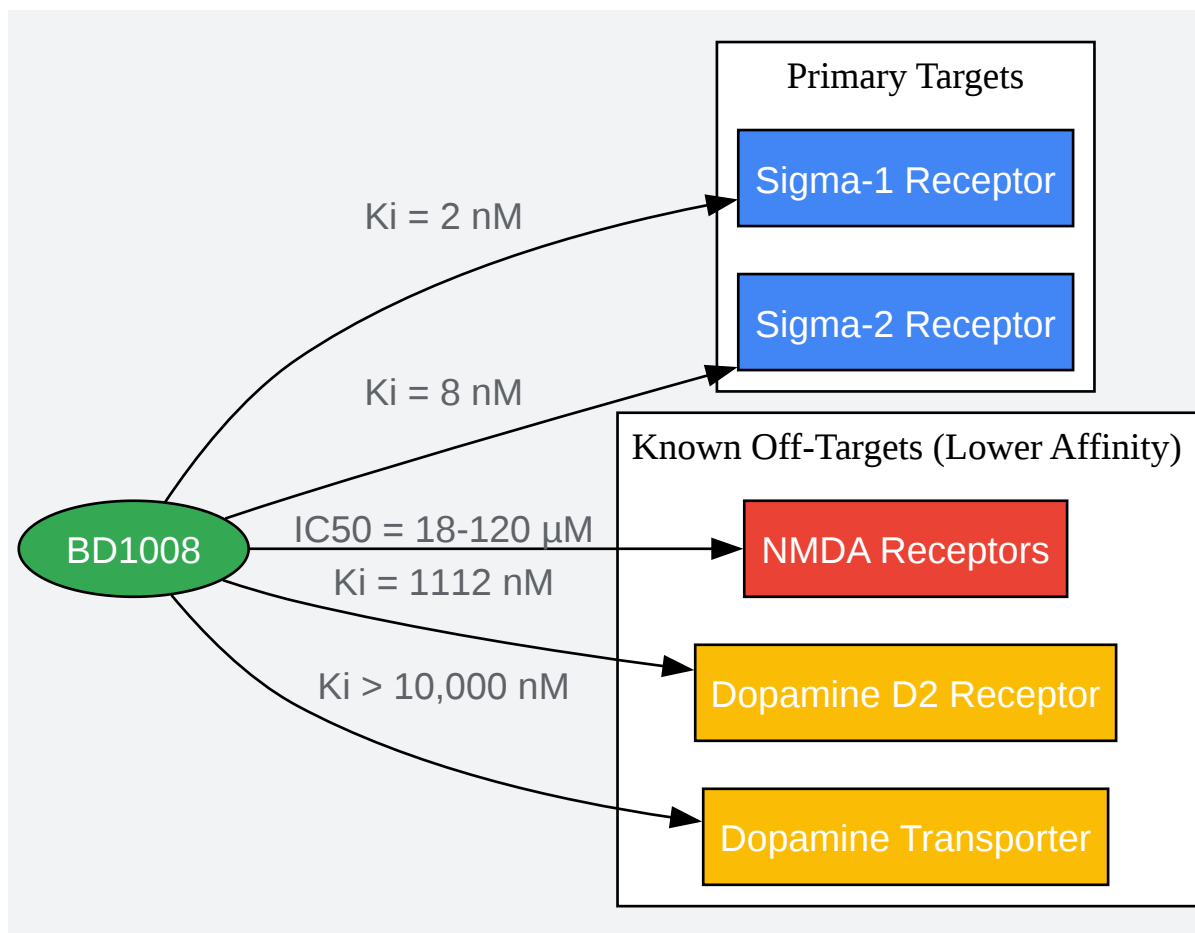 Primary Targets
Sigma-1 Receptor
Ki = 2 nM
Sigma-2 Receptor
Ki = 8 nM
Known Off-Targets (Lower Affinity)
BD1008
IC50 = 18-120 µM
NMDA Receptors
Ki = 1112 nM
Dopamine D2 Receptor
Ki > 10,000 nM
Dopamine Transporter